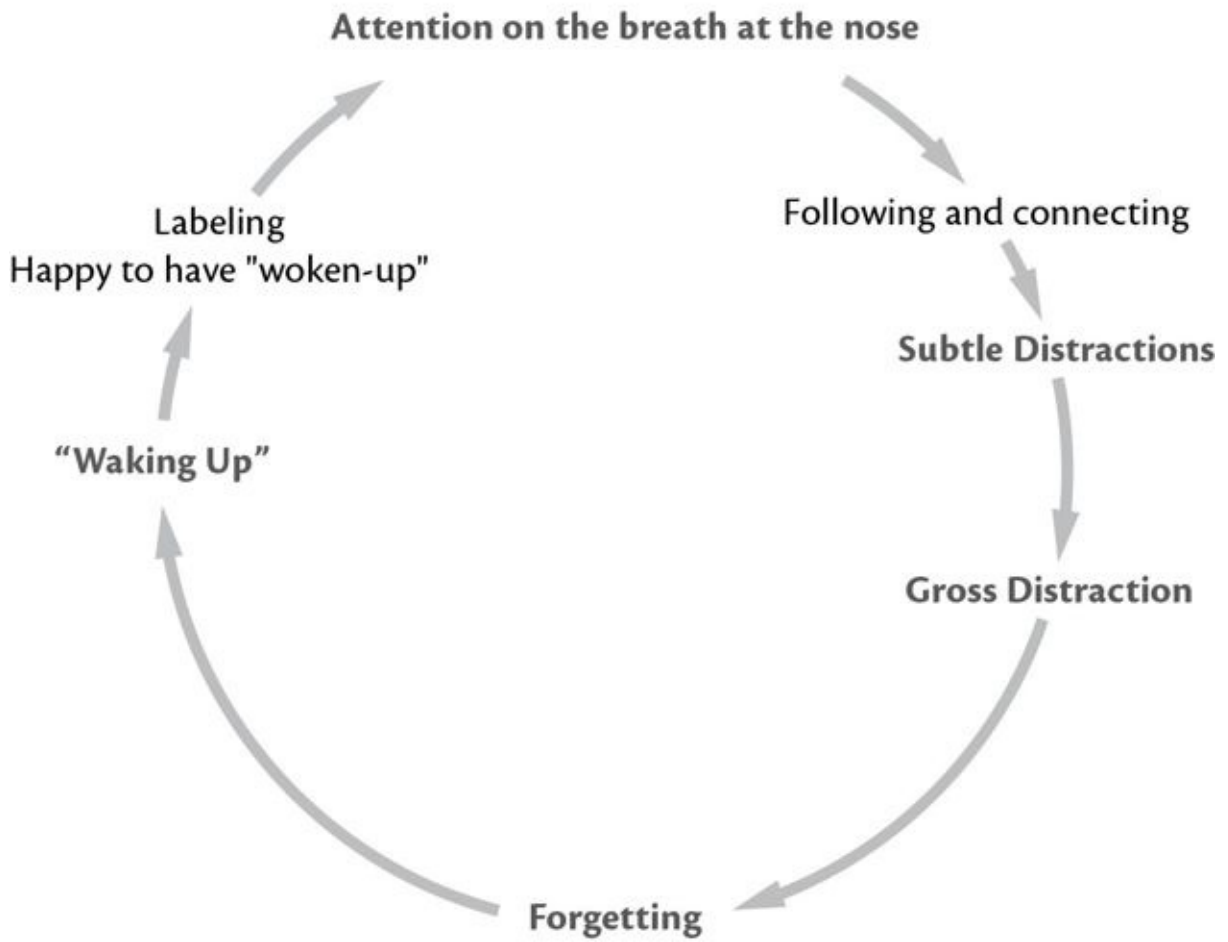 Attention on the breath at the nose
Following and connecting
Subtle Distractions
Gross Distraction
Forgetting
“Waking Up”
Labeling
Happy to have "woken-up"